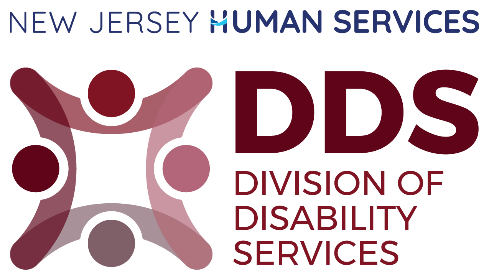 NEW JERSEY HUMAN SERVICES
DDS
DIVISION OF
DISABILITY
SERVICES